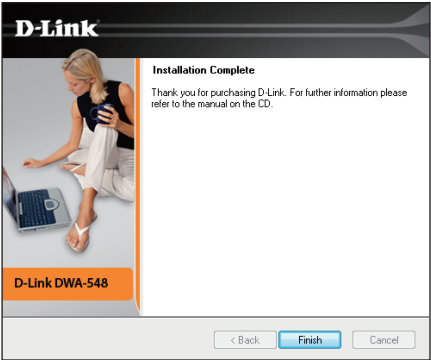 D-Link
Installation Complete
Thank you for purchasing D-Link. For further information please
refer to the manual on the CD.
D-Link DWA-548
< Back
Finish
Cancel